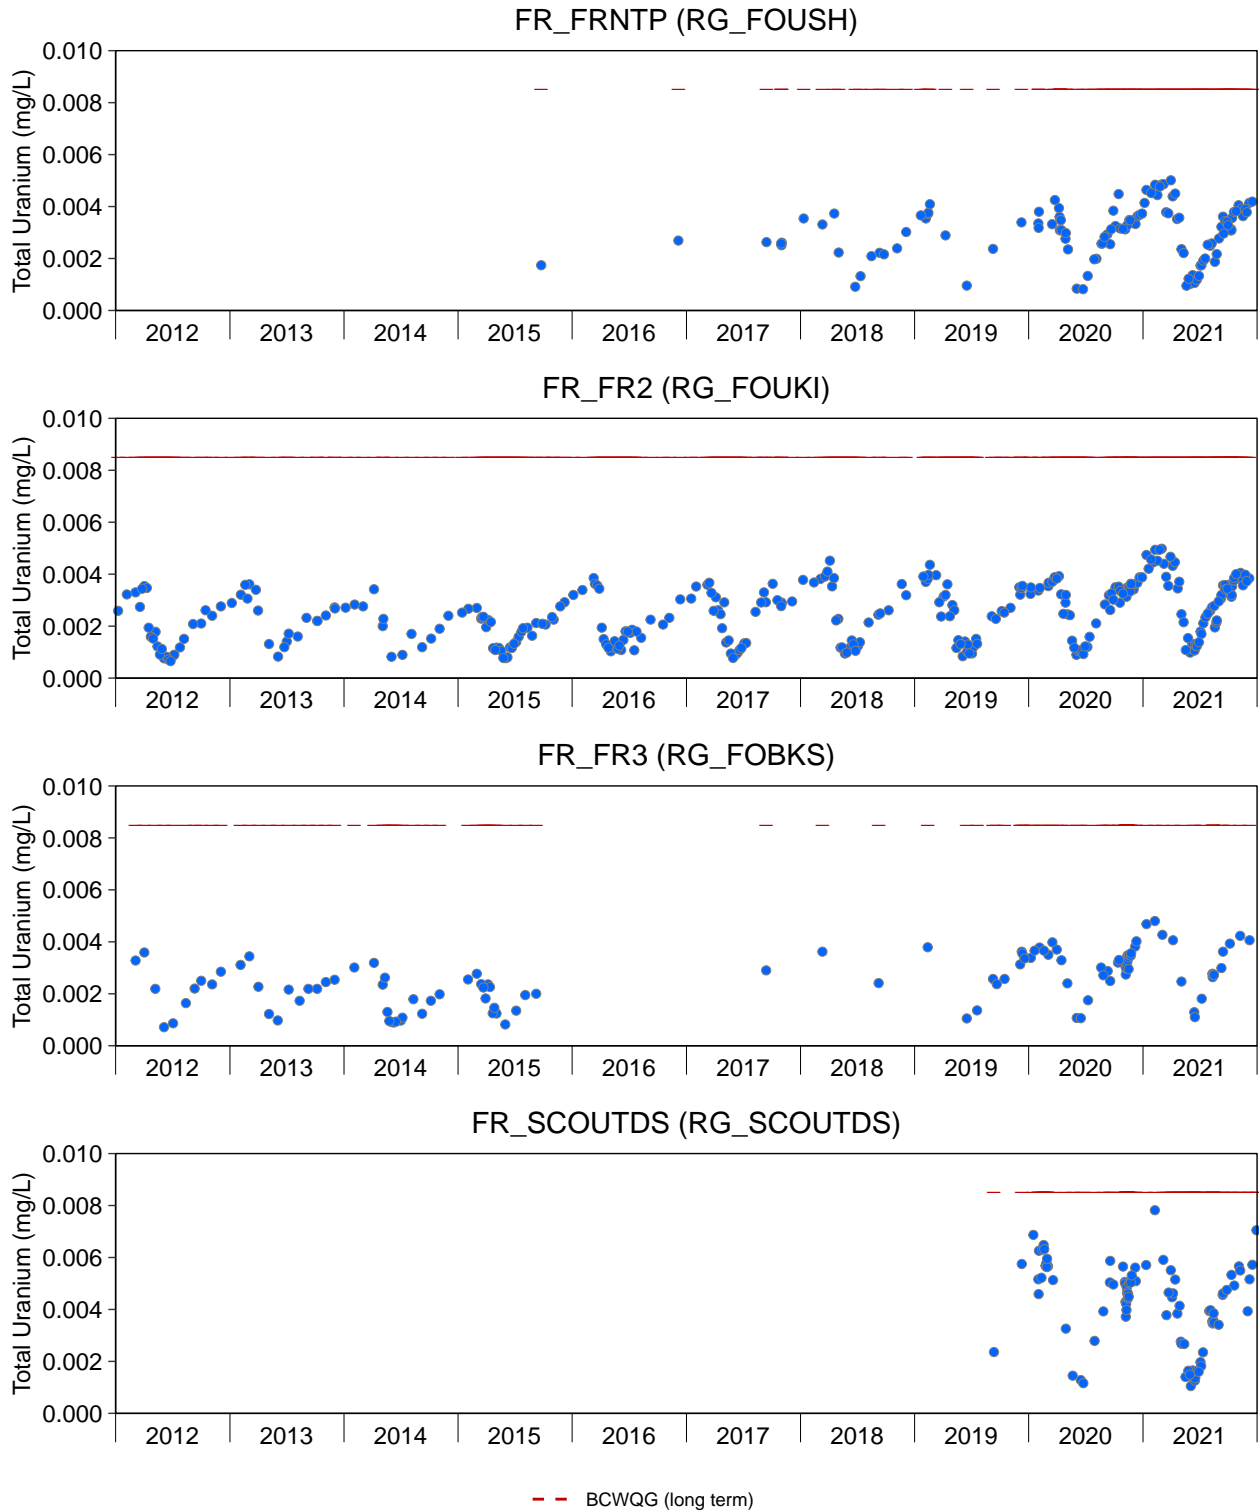 FR_FRNTP (RG_FOUSH)
Total Uranium (mg/L)
0.010
0.008
0.006
0.004
0.002
0.000
2012 2013 2014 2015 2016 2017 2018 2019 2020 2021
FR_FR2 (RG_FOUKI)
Total Uranium (mg/L)
0.010
0.008
0.006
0.004
0.002
0.000
2012 2013 2014 2015 2016 2017 2018 2019 2020 2021
FR_FR3 (RG_FOBKS)
Total Uranium (mg/L)
0.010
0.008
0.006
0.004
0.002
0.000
2012 2013 2014 2015 2016 2017 2018 2019 2020 2021
FR_SCOUTDS (RG_SCOUTDS)
Total Uranium (mg/L)
0.010
0.008
0.006
0.004
0.002
0.000
2012 2013 2014 2015 2016 2017 2018 2019 2020 2021
BCWQG (long term)